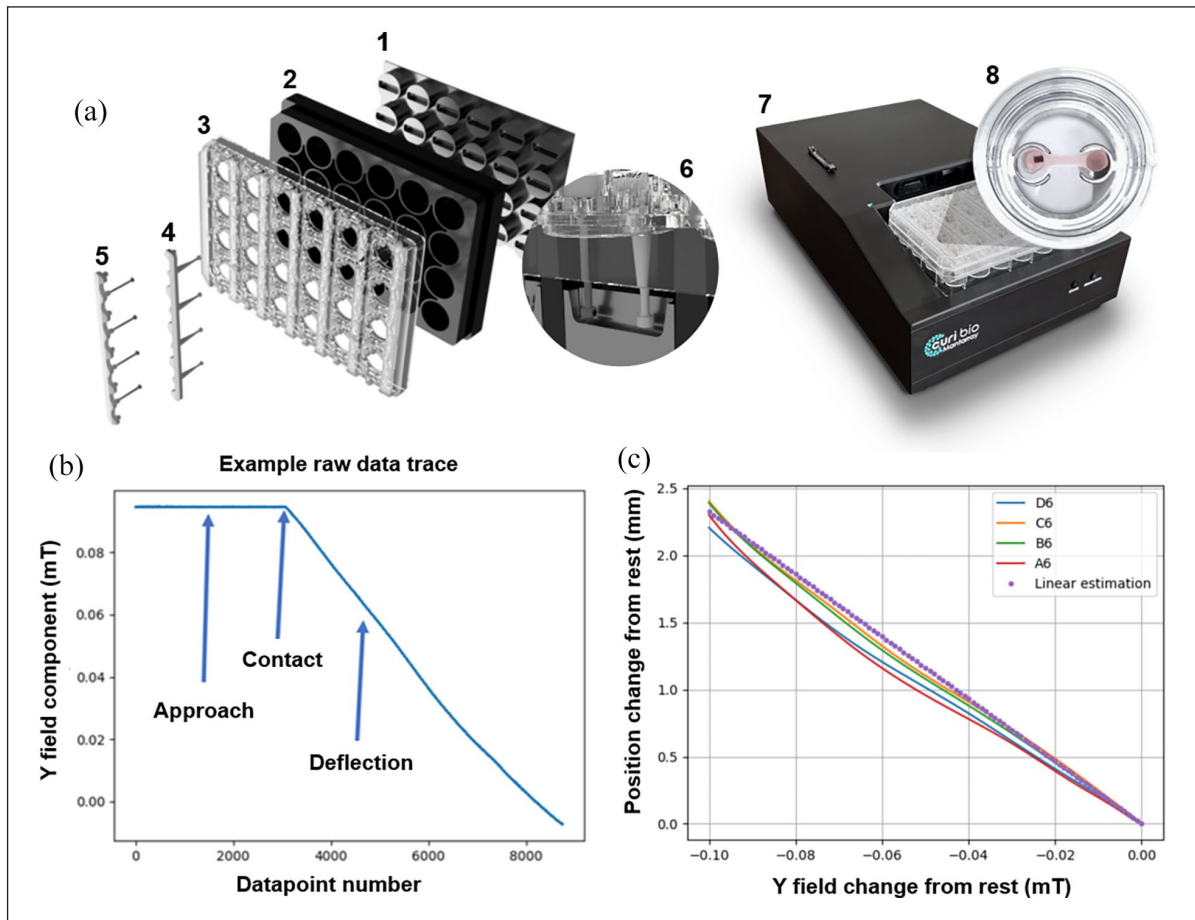 (a)
1
2
3
4
5
6
7
8
curi bio
Mantarray
(b)
Example raw data trace
Y field component (mT)
0.08
0.06
0.04
0.02
0.00
Approach
Contact
Deflection
0
2000
4000
6000
8000
Datapoint number
(c)
Position change from rest (mm)
2.5
2.0
1.5
1.0
0.5
0.0
D6
C6
B6
A6
Linear estimation
−0.10
−0.08
−0.06
−0.04
−0.02
0.00
Y field change from rest (mT)